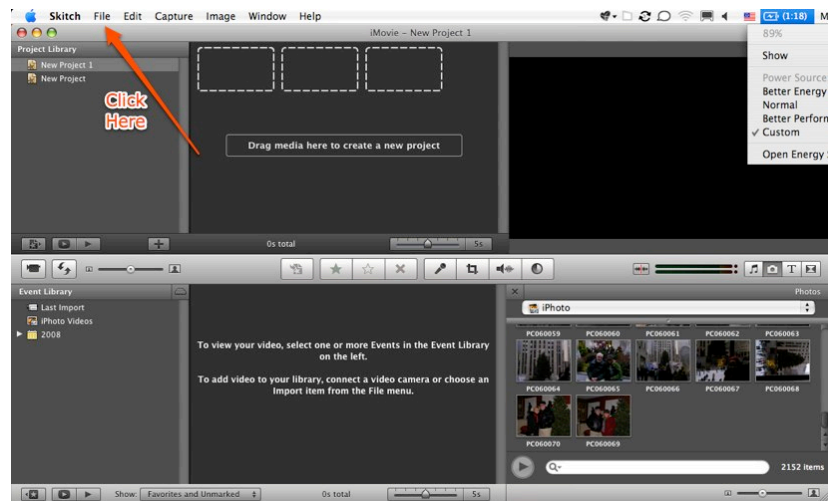 Skitch File Edit Capture Image Window Help
(1:18) M
iMovie – New Project 1
89%
Show
Power Source
Better Energy
Normal
Better Perforn
✓ Custom
Open Energy
Project Library
New Project 1
New Project
Click
Here
Drag media here to create a new project
0s total
5s
Event Library
Last Import
iPhoto Videos
2008
To view your video, select one or more Events in the Event Library
on the left.
To add video to your library, connect a video camera or choose an
Import item from the File menu.
Photos
iPhoto
PC060059 PC060060 PC060061 PC060062 PC060063
PC060064 PC060065 PC060066 PC060067 PC060068
PC060070 PC060069
2152 items
Show: Favorites and Unmarked
0s total
5s